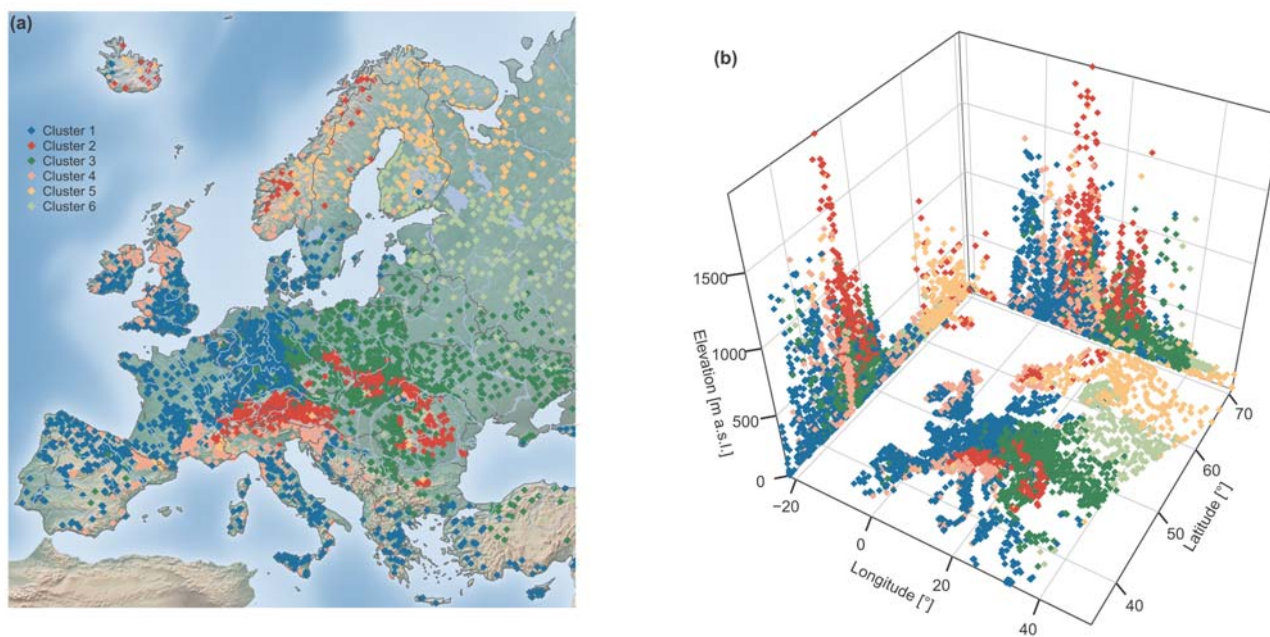 (a)
Cluster 1
Cluster 2
Cluster 3
Cluster 4
Cluster 5
Cluster 6
(b)
1500
1000
500
0
Elevation [m a.s.l.]
−20
0
20
40
Longitude [°]
70
60
50
40
Latitude [°]